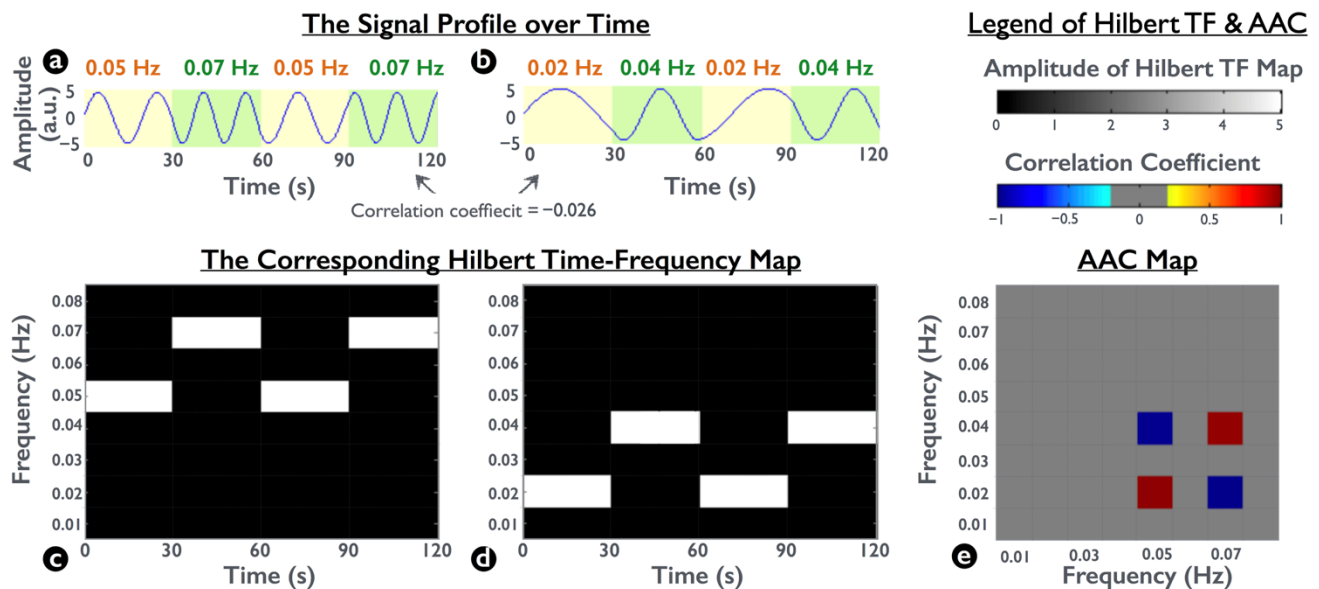 The Signal Profile over Time
Legend of Hilbert TF & AAC
a
0.05 Hz 0.07 Hz 0.05 Hz 0.07 Hz
b
0.02 Hz 0.04 Hz 0.02 Hz 0.04 Hz
Amplitude
(a.u.)
5
0
−5
0 30 60 90 120
Time (s)
5
0
−5
0 30 60 90 120
Time (s)
Correlation coeffiecit = −0.026
Amplitude of Hilbert TF Map
0 1 2 3 4 5
Correlation Coefficient
−1 −0.5 0 0.5 1
The Corresponding Hilbert Time-Frequency Map
AAC Map
Frequency (Hz)
0.08
0.07
0.06
0.05
0.04
0.03
0.02
0.01
0 30 60 90 120
c
Time (s)
0.08
0.07
0.06
0.05
0.04
0.03
0.02
0.01
0 30 60 90 120
d
Time (s)
Frequency (Hz)
0.08
0.07
0.06
0.05
0.04
0.03
0.02
0.01
0.01 0.03 0.05 0.07
e
Frequency (Hz)